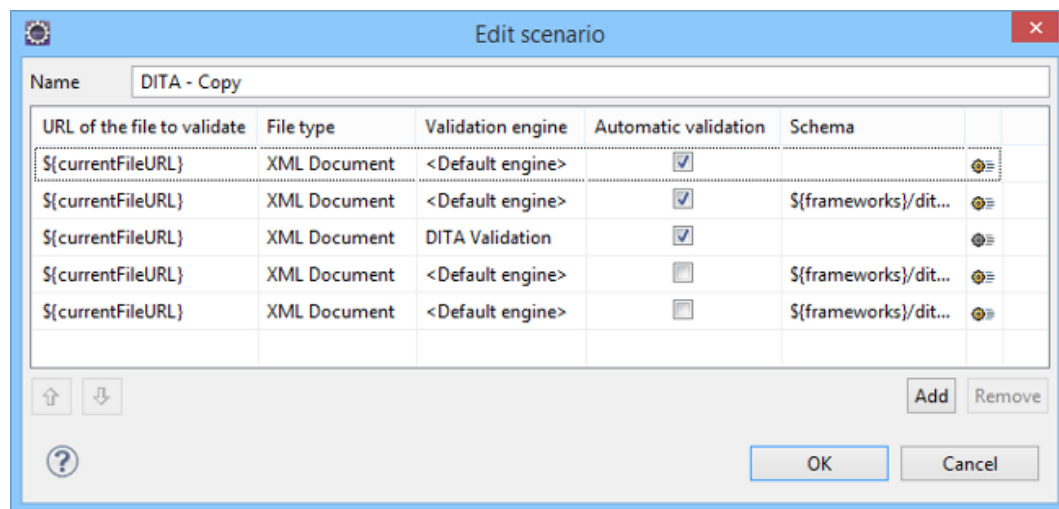 Edit scenario
Name DITA - Copy
URL of the file to validate File type Validation engine Automatic validation Schema
${currentFileURL} XML Document <Default engine>
${currentFileURL} XML Document <Default engine> ${frameworks}/dit...
${currentFileURL} XML Document DITA Validation
${currentFileURL} XML Document <Default engine> ${frameworks}/dit...
${currentFileURL} XML Document <Default engine> ${frameworks}/dit...
Add Remove
? OK Cancel